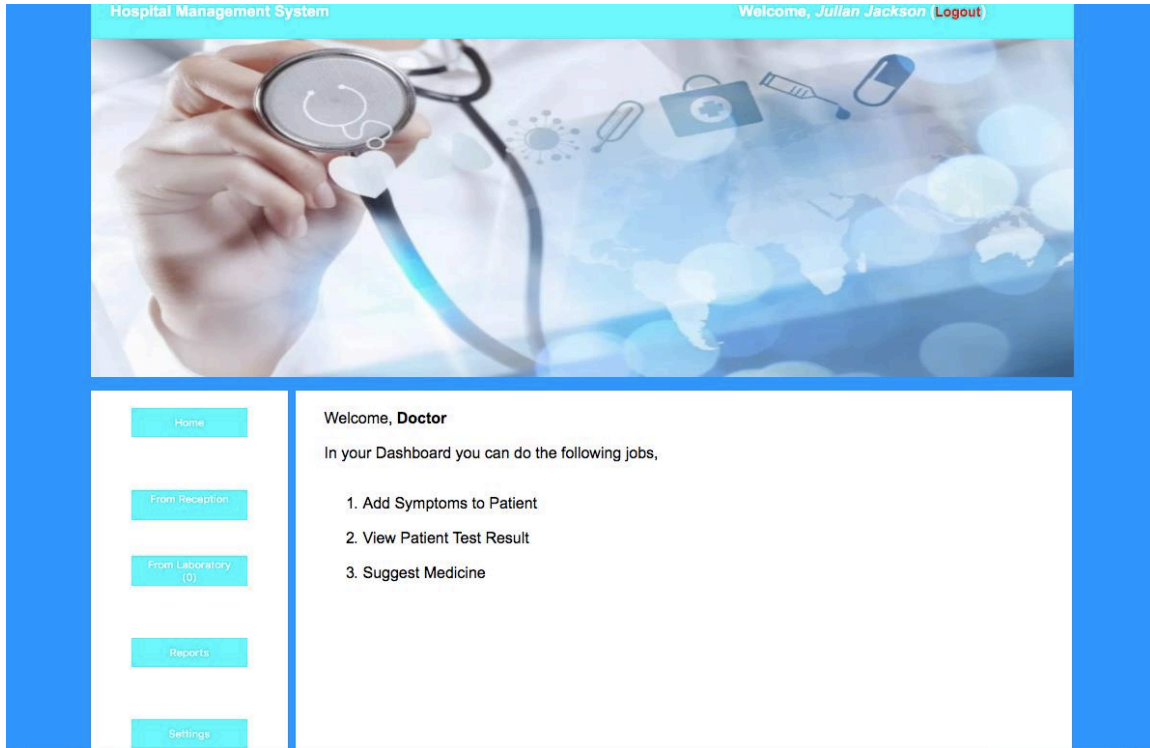 Hospital Management System
Welcome, Julian Jackson (Logout)
Home
From Reception
From Laboratory
(0)
Reports
Settings
Welcome, Doctor
In your Dashboard you can do the following jobs,
1. Add Symptoms to Patient
2. View Patient Test Result
3. Suggest Medicine